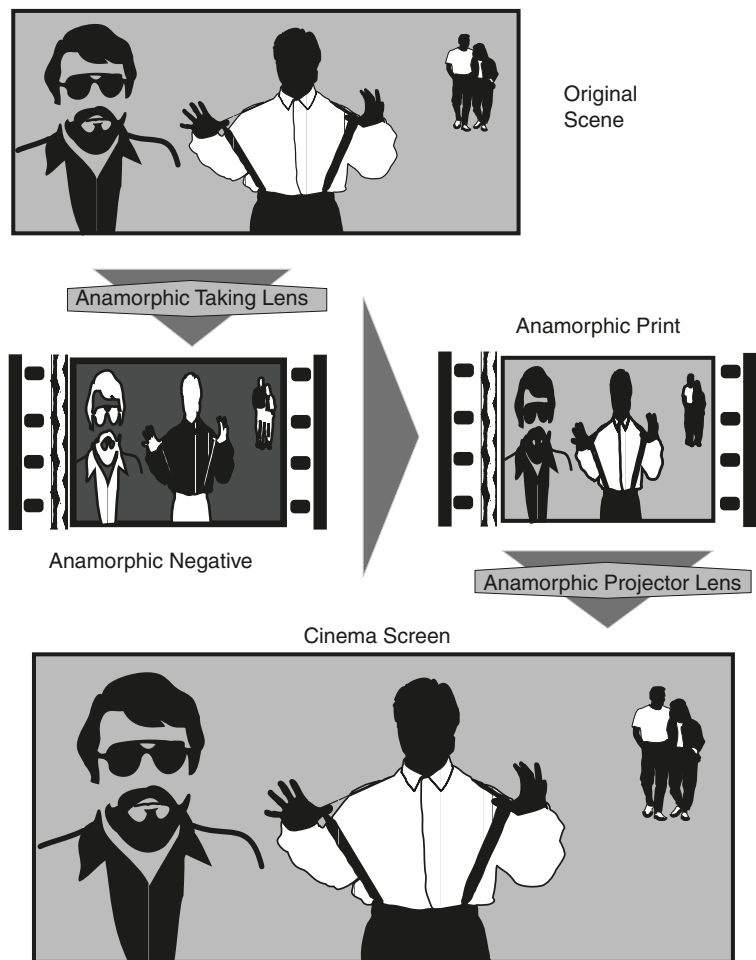 Original
Scene
Anamorphic Taking Lens
Anamorphic Print
Anamorphic Negative
Anamorphic Projector Lens
Cinema Screen